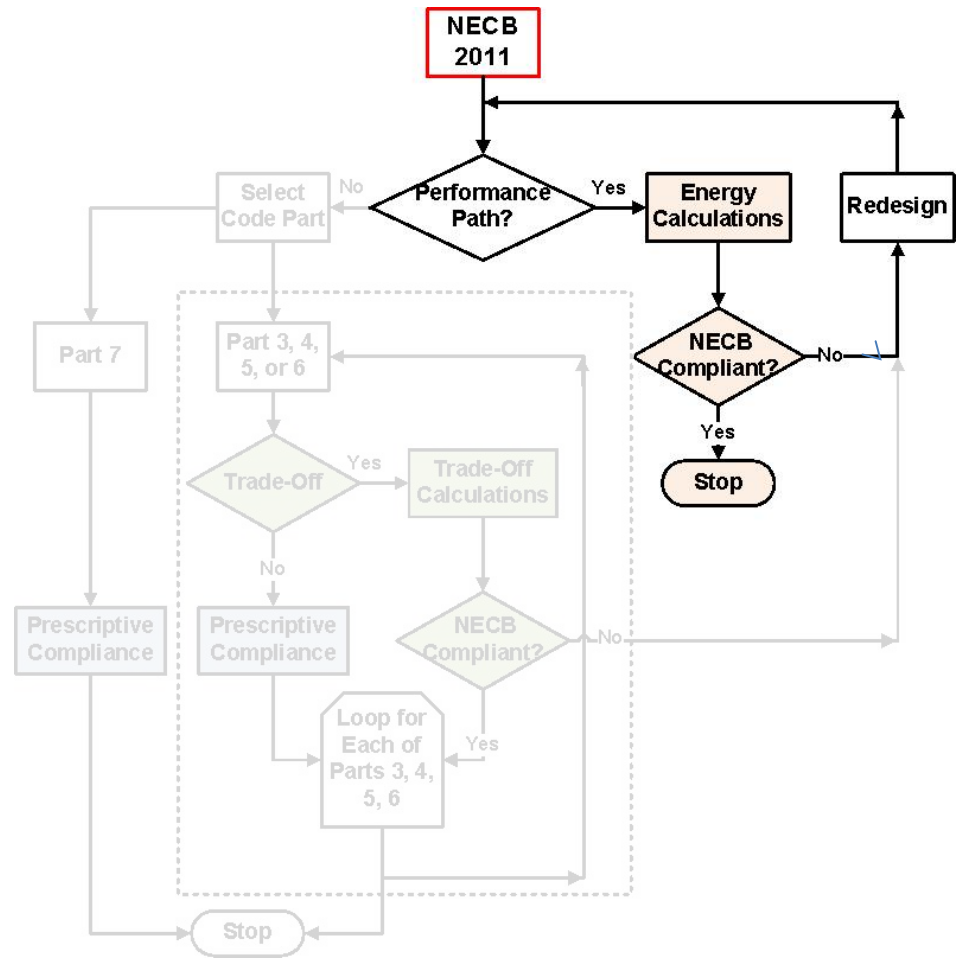 NECB
2011
Performance
Path?
No
Yes
Select
Code Part
Energy
Calculations
Redesign
Part 7
Part 3, 4,
5, or 6
NECB
Compliant?
No
Yes
Stop
Trade-Off
Yes
Trade-Off
Calculations
No
Prescriptive
Compliance
Prescriptive
Compliance
NECB
Compliant?
No
Yes
Loop for
Each of
Parts 3, 4,
5, 6
Stop